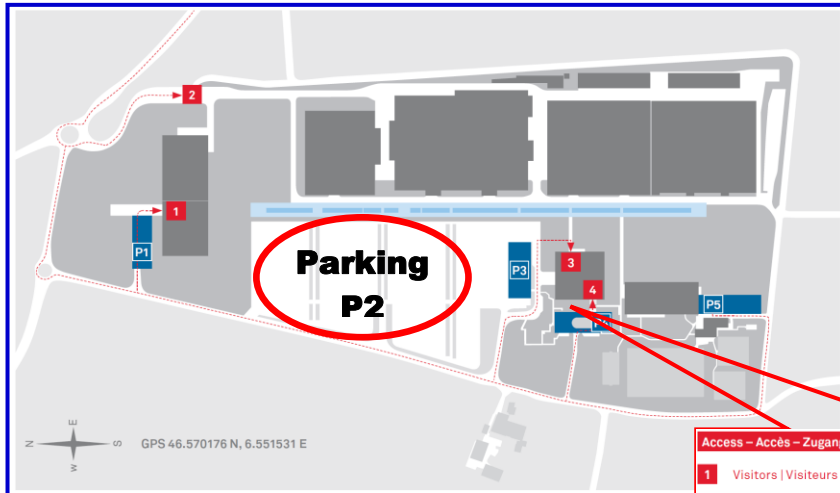 2
1
P1
Parking
P2
P3
3
4
P5
N
E
S
W
GPS 46.570176 N, 6.551531 E
Access – Accès – Zugang
1 Visitors | Visiteurs